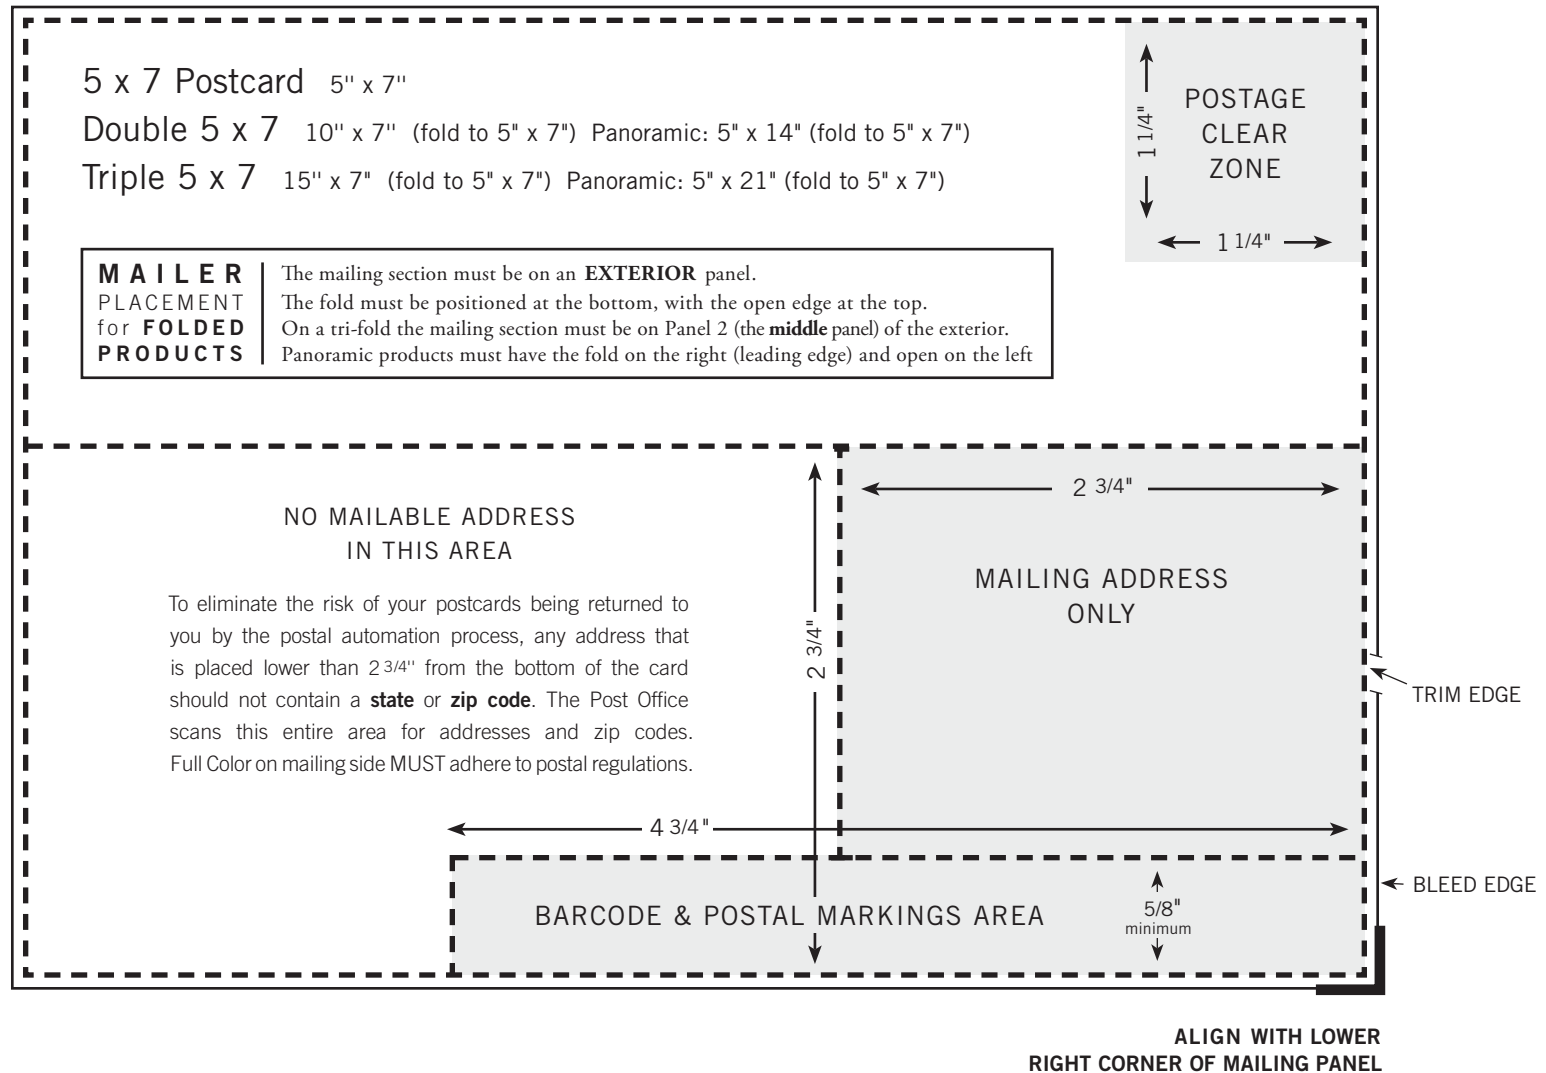 5 x 7 Postcard 5'' x 7''
Double 5 x 7 10'' x 7'' (fold to 5" x 7") Panoramic: 5" x 14" (fold to 5" x 7")
Triple 5 x 7 15'' x 7" (fold to 5" x 7") Panoramic: 5" x 21" (fold to 5" x 7")
POSTAGE
CLEAR
ZONE
1 1/4"
1 1/4"
MAILER
PLACEMENT
for FOLDED
PRODUCTS
The mailing section must be on an EXTERIOR panel.
The fold must be positioned at the bottom, with the open edge at the top.
On a tri-fold the mailing section must be on Panel 2 (the middle panel) of the exterior.
Panoramic products must have the fold on the right (leading edge) and open on the left
NO MAILABLE ADDRESS
IN THIS AREA
To eliminate the risk of your postcards being returned to
you by the postal automation process, any address that
is placed lower than 2 3/4'' from the bottom of the card
should not contain a state or zip code. The Post Office
scans this entire area for addresses and zip codes.
Full Color on mailing side MUST adhere to postal regulations.
2 3/4"
2 3/4"
MAILING ADDRESS
ONLY
4 3/4"
BARCODE & POSTAL MARKINGS AREA
5/8"
minimum
TRIM EDGE
BLEED EDGE
ALIGN WITH LOWER
RIGHT CORNER OF MAILING PANEL